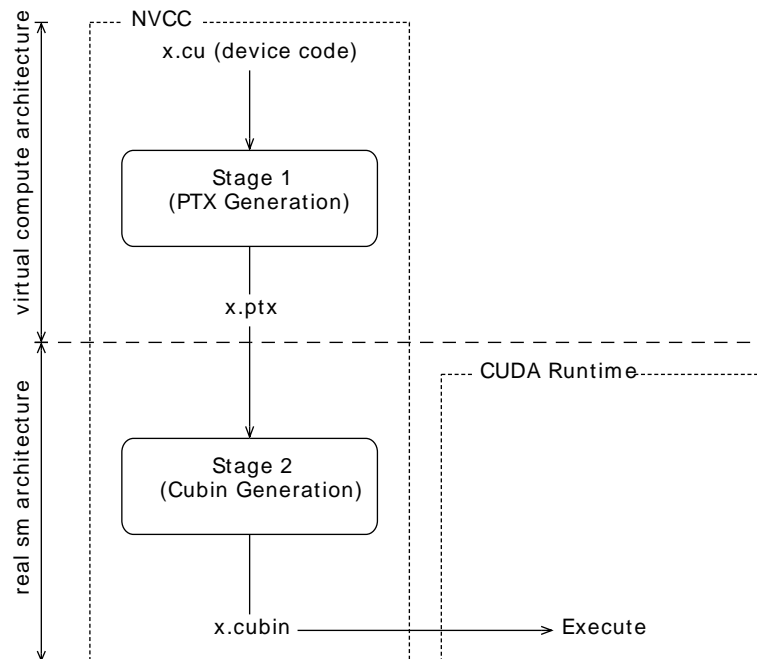 NVCC
x.cu (device code)
virtual compute architecture
Stage 1
(PTX Generation)
x.ptx
CUDA Runtime
real sm architecture
Stage 2
(Cubin Generation)
x.cubin
Execute